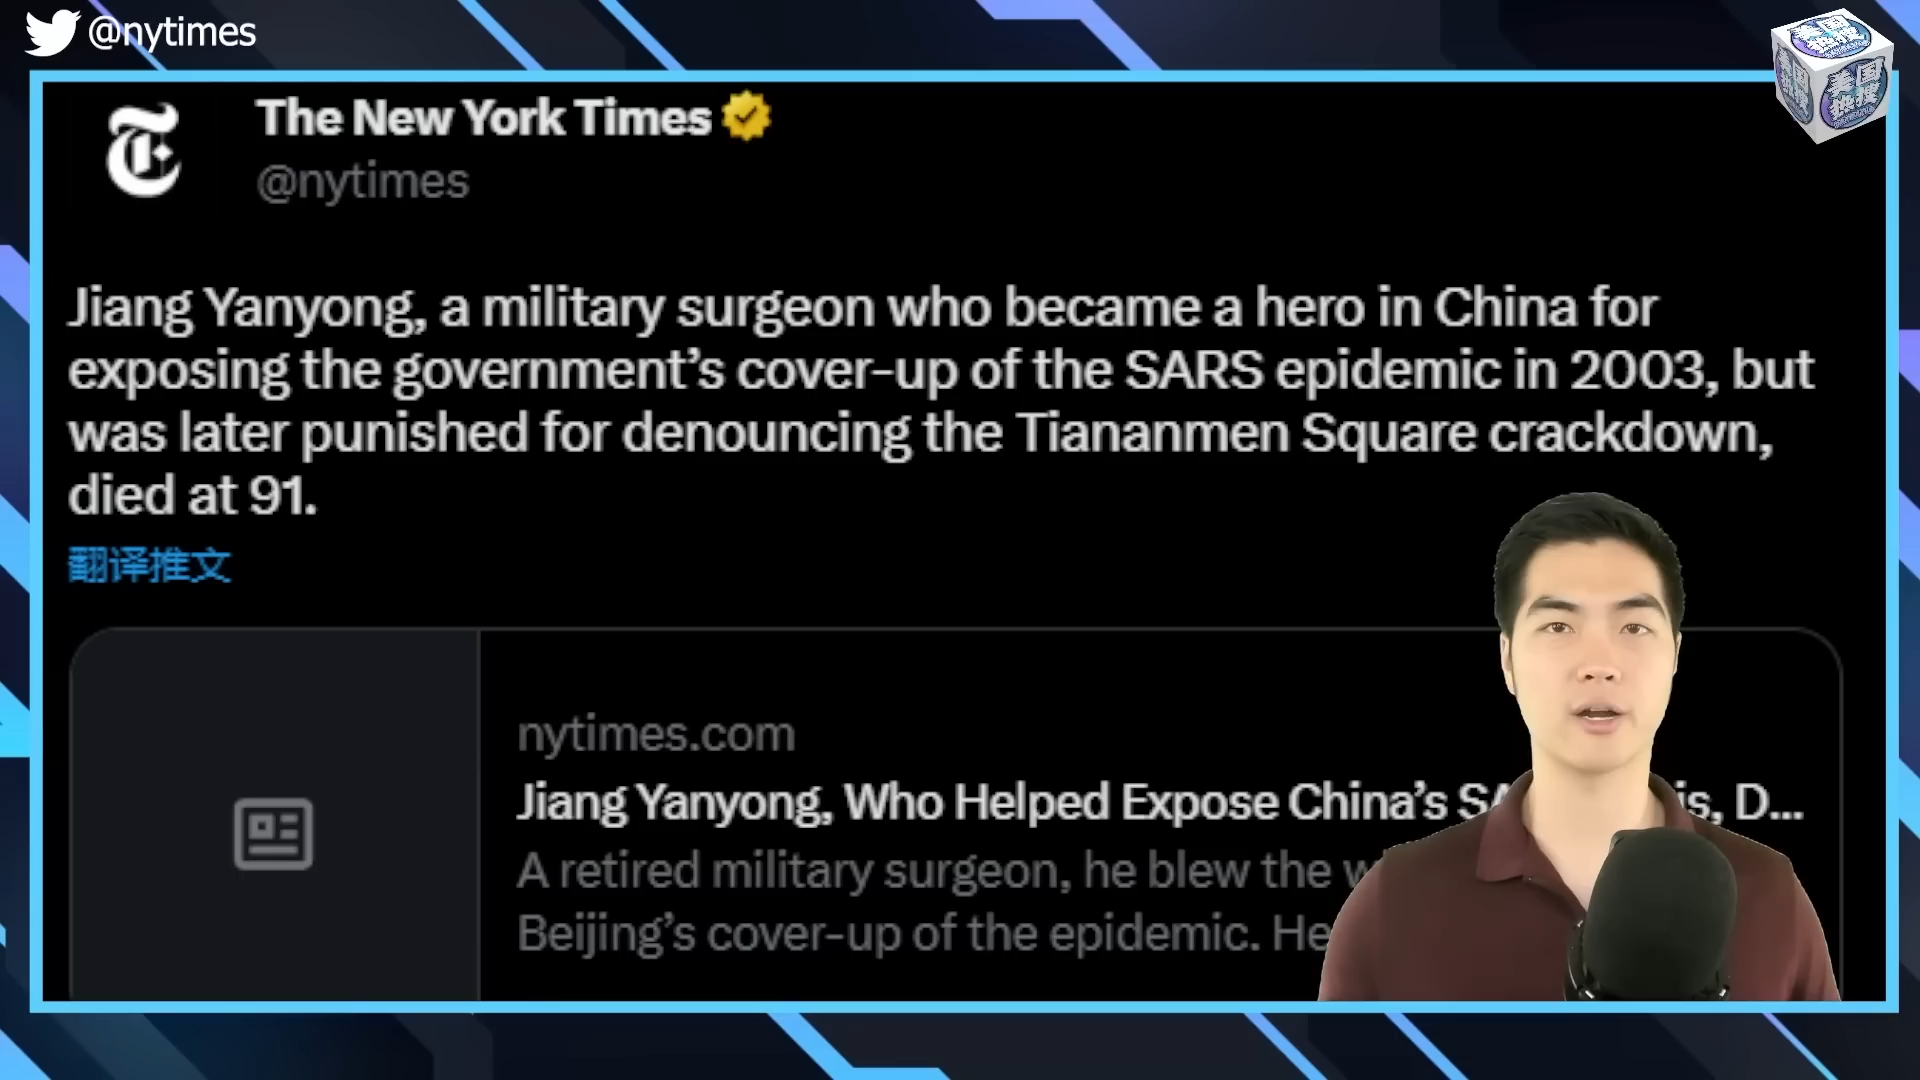 @nytimes
The New York Times
@nytimes
Jiang Yanyong, a military surgeon who became a hero in China for
exposing the government’s cover-up of the SARS epidemic in 2003, but
was later punished for denouncing the Tiananmen Square crackdown,
died at 91.
翻译推文
nytimes.com
Jiang Yanyong, Who Helped Expose China’s SA is, D...
A retired military surgeon, he blew the w
Beijing’s cover-up of the epidemic. He